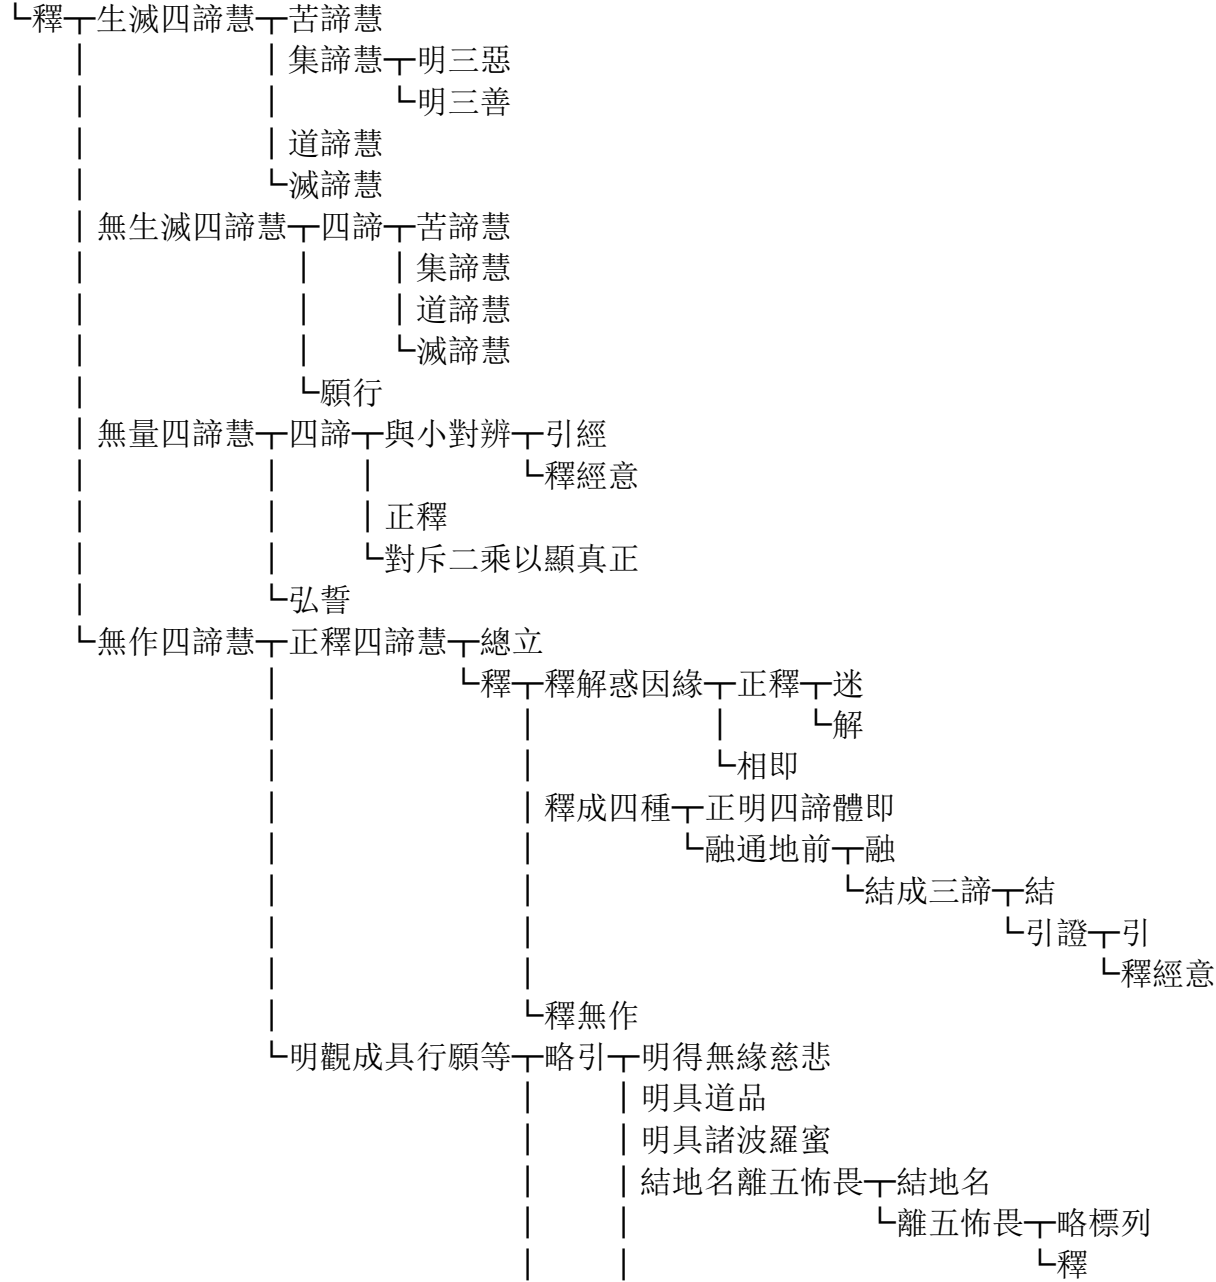 └釋┬生滅四諦慧┬苦諦慧
│集諦慧┬明三惡
└明三善
│道諦慧
└滅諦慧
│無生滅四諦慧┬四諦┬苦諦慧
│集諦慧
│道諦慧
└滅諦慧
└願行
│無量四諦慧┬四諦┬與小對辨┬引經
└釋經意
│正釋
└對斥二乘以顯真正
└弘誓
└無作四諦慧┬正釋四諦慧┬總立
└釋┬釋解惑因緣┬正釋┬迷
└解
└相即
│釋成四種┬正明四諦體即
└融通地前┬融
└結成三諦┬結
└引證┬引
└釋經意
└釋無作
└明觀成具行願等┬略引┬明得無緣慈悲
│明具道品
│明具諸波羅蜜
│結地名離五怖畏┬結地名
└離五怖畏┬略標列
└釋